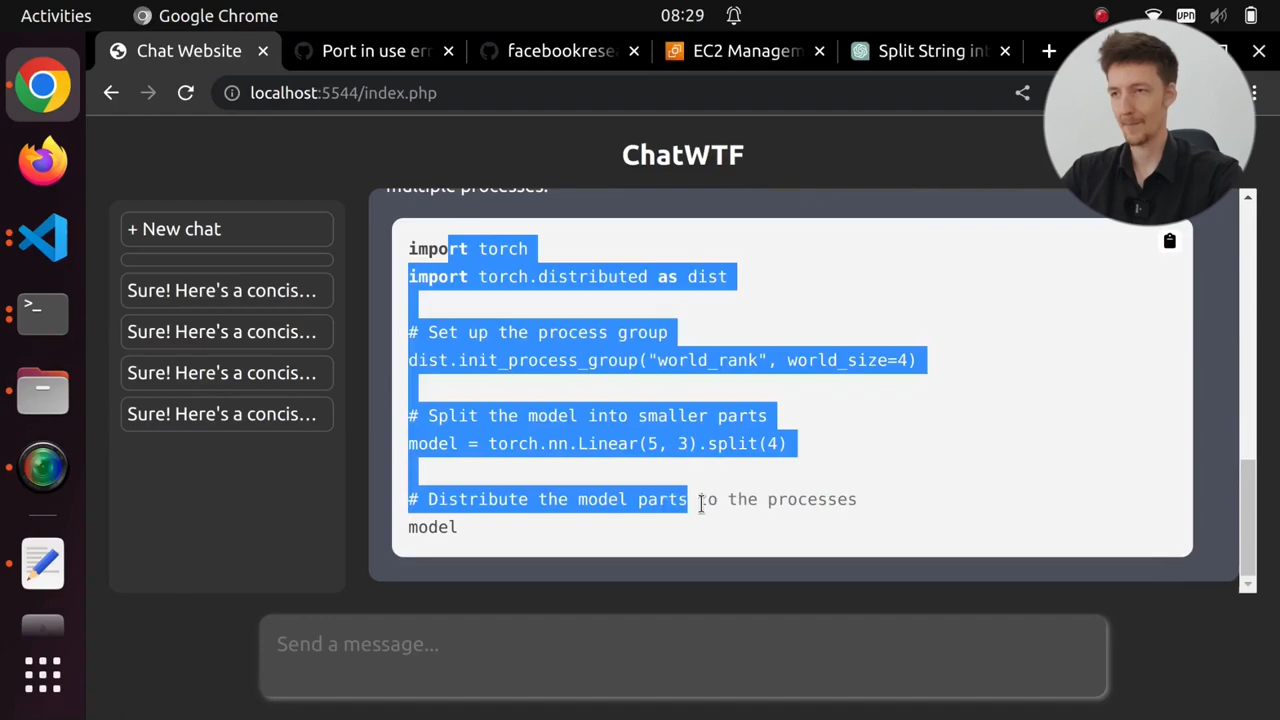 Activities
Google Chrome
08:29
VPN
Chat Website
Port in use err
facebookrese
EC2 Managem
Split String int
localhost:5544/index.php
ChatWTF
+ New chat
Sure! Here's a concis...
Sure! Here's a concis...
Sure! Here's a concis...
Sure! Here's a concis...
multiple processes.
import torch
import torch.distributed as dist
# Set up the process group
dist.init_process_group("world_rank", world_size=4)
# Split the model into smaller parts
model = torch.nn.Linear(5, 3).split(4)
# Distribute the model parts to the processes
model
Send a message...